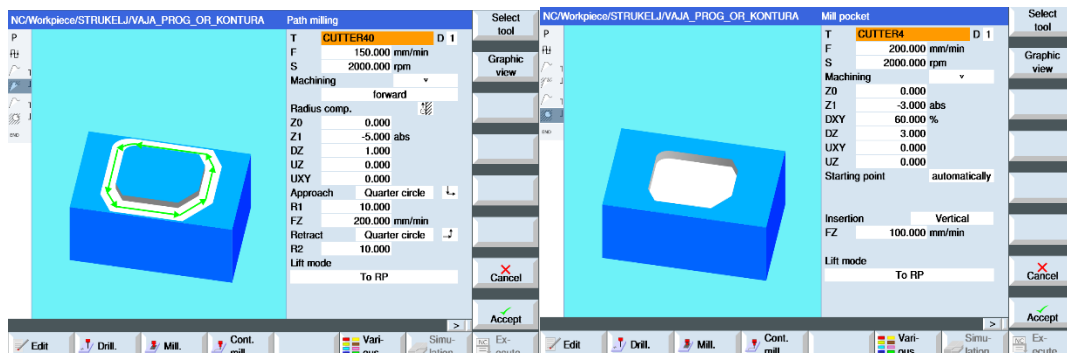 NC/Workpiece/STRUKELJ/VAJA_PROG_OR_KONTURA Path milling
P
T CUTTER40 D 1
F 150.000 mm/min
S 2000.000 rpm
Machining ▿
forward
Radius comp.
Z0 0.000
Z1 -5.000 abs
DZ 1.000
UZ 0.000
UXY 0.000
Approach Quarter circle
R1 10.000
FZ 200.000 mm/min
Retract Quarter circle
R2 10.000
Lift mode
To RP
END
Select tool
Graphic view
Cancel
Accept
>
Edit Drill. Mill. Cont. mill. Vari-ous Simu-lation NC Ex-ecute
NC/Workpiece/STRUKELJ/VAJA_PROG_OR_KONTURA Mill pocket
P
T CUTTER4 D 1
F 200.000 mm/min
S 2000.000 rpm
Machining ▿
Z0 0.000
Z1 -3.000 abs
DXY 60.000 %
DZ 3.000
UXY 0.000
UZ 0.000
Starting point automatically
Insertion Vertical
FZ 100.000 mm/min
Lift mode
To RP
END
Select tool
Graphic view
Cancel
Accept
>
Edit Drill. Mill. Cont. mill. Vari-ous Simu-lation NC Ex-ecute